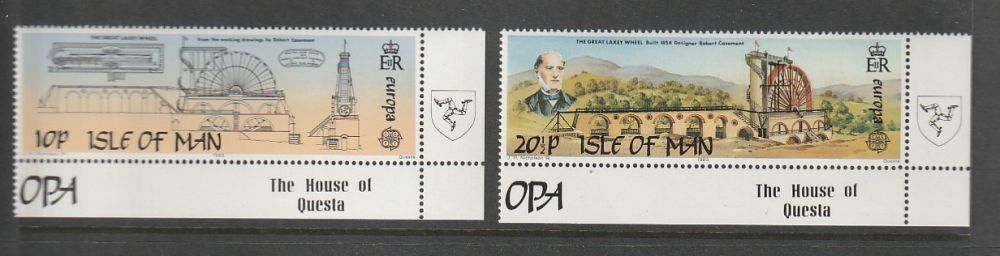 THE GREAT LAXEY WHEEL
from the working drawings by Robert Casement
EIIR
europa
10p ISLE OF MAN
1983
Questa
OPA
The House of
Questa
THE GREAT LAXEY WHEEL Built 1854 Designer Robert Casement
EIIR
europa
20½p ISLE OF MAN
J.H. Nicholson
1983
Questa
OPA
The House of
Questa